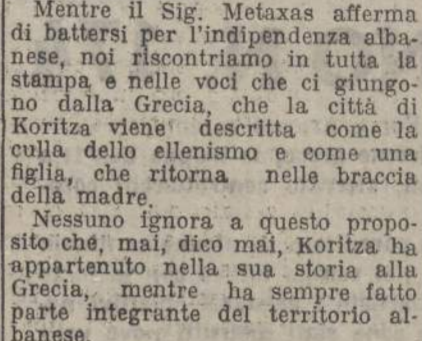 Mentre il Sig. Metaxas afferma
di battersi per l'indipendenza alba-
nese, noi riscontriamo in tutta la
stampa e nelle voci che ci giungo-
no dalla Grecia, che la città di
Koritza viene descritta come la
culla dello ellenismo e come una
figlia, che ritorna nelle braccia
della madre.
Nessuno ignora a questo propo-
sito che, mai, dico mai, Koritza ha
appartenuto nella sua storia alla
Grecia, mentre ha sempre fatto
parte integrante del territorio al-
banese.